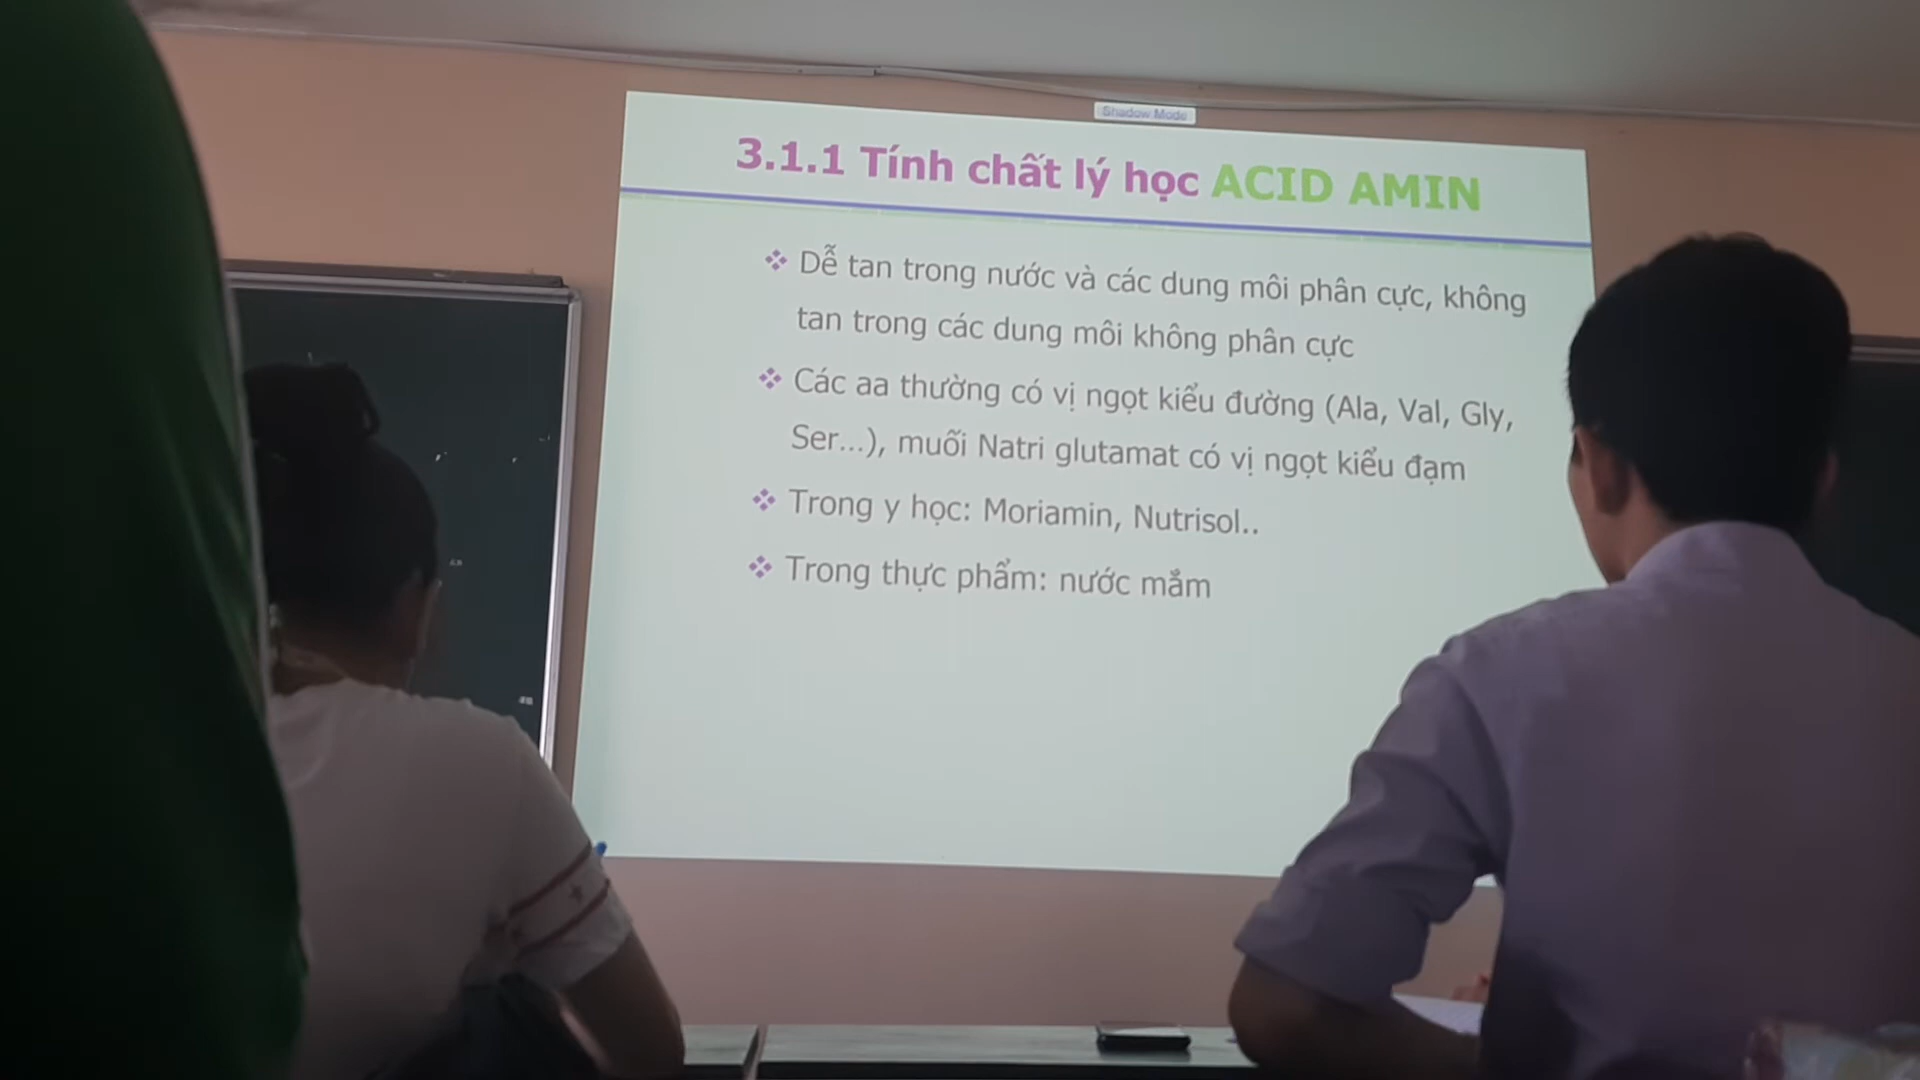 Shadow Mode
3.1.1 Tính chất lý học ACID AMIN
❖ Dễ tan trong nước và các dung môi phân cực, không
tan trong các dung môi không phân cực
❖ Các aa thường có vị ngọt kiểu đường (Ala, Val, Gly,
Ser...), muối Natri glutamat có vị ngọt kiểu đạm
❖ Trong y học: Moriamin, Nutrisol..
❖ Trong thực phẩm: nước mắm